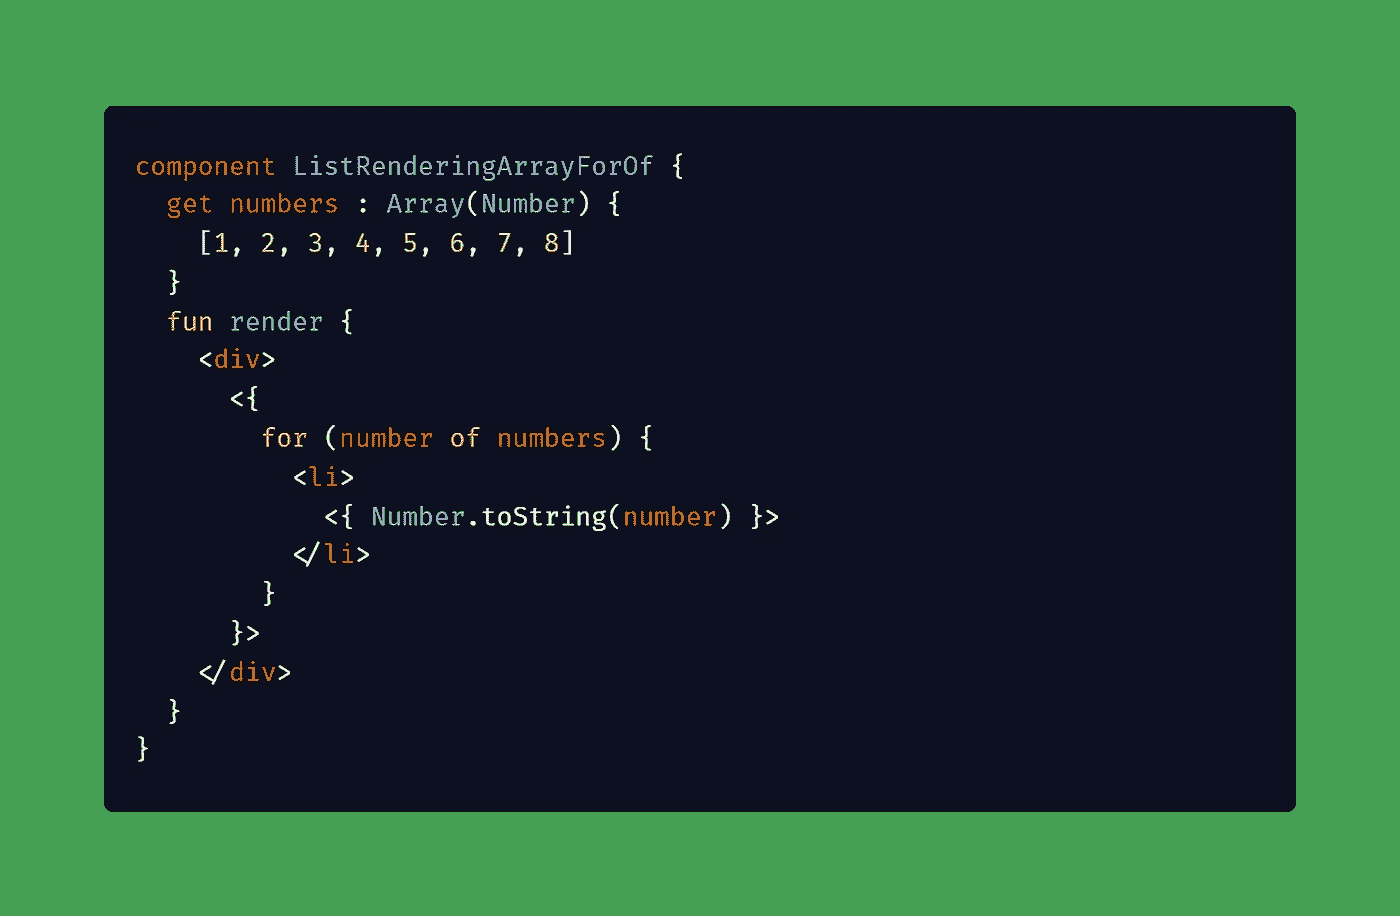 component ListRenderingArrayForOf {
  get numbers : Array(Number) {
    [1, 2, 3, 4, 5, 6, 7, 8]
  }
  fun render {
    <div>
      <{
        for (number of numbers) {
          <li>
            <{ Number.toString(number) }>
          </li>
        }
      }>
    </div>
  }
}